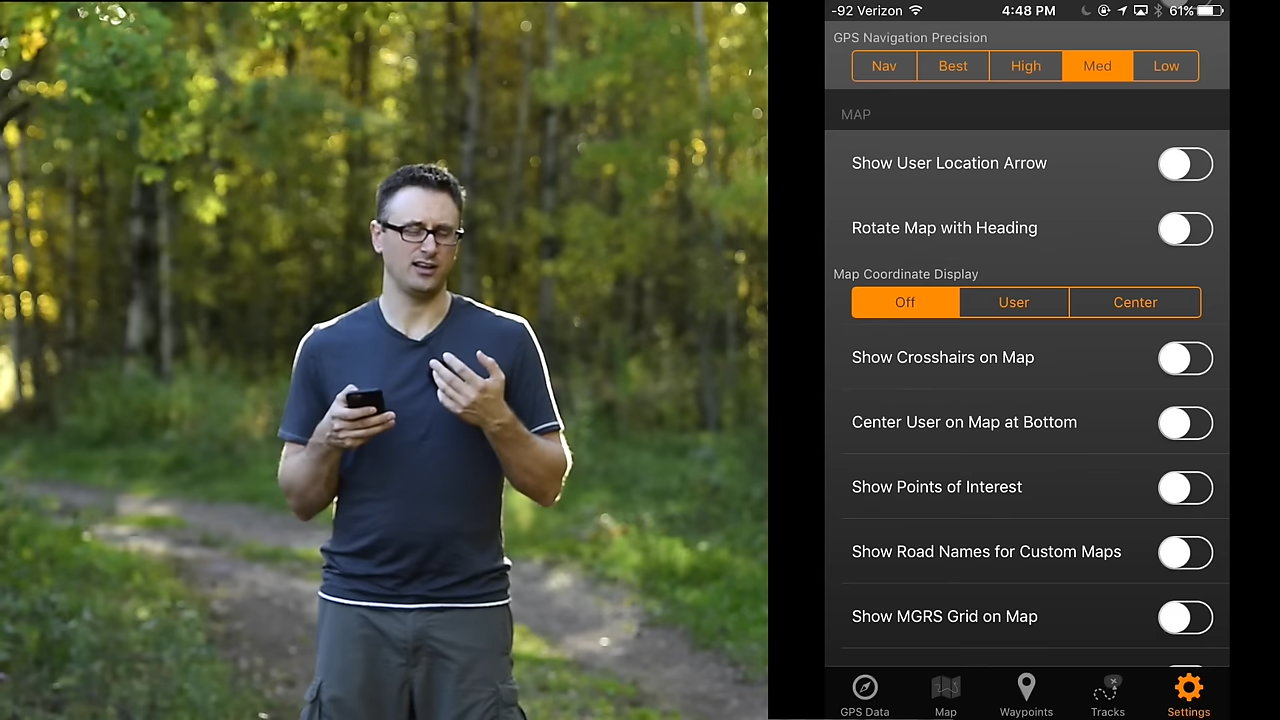 -92 Verizon 4:48 PM 61%
GPS Navigation Precision
Nav Best High Med Low
MAP
Show User Location Arrow
Rotate Map with Heading
Map Coordinate Display
Off User Center
Show Crosshairs on Map
Center User on Map at Bottom
Show Points of Interest
Show Road Names for Custom Maps
Show MGRS Grid on Map
GPS Data Map Waypoints Tracks Settings